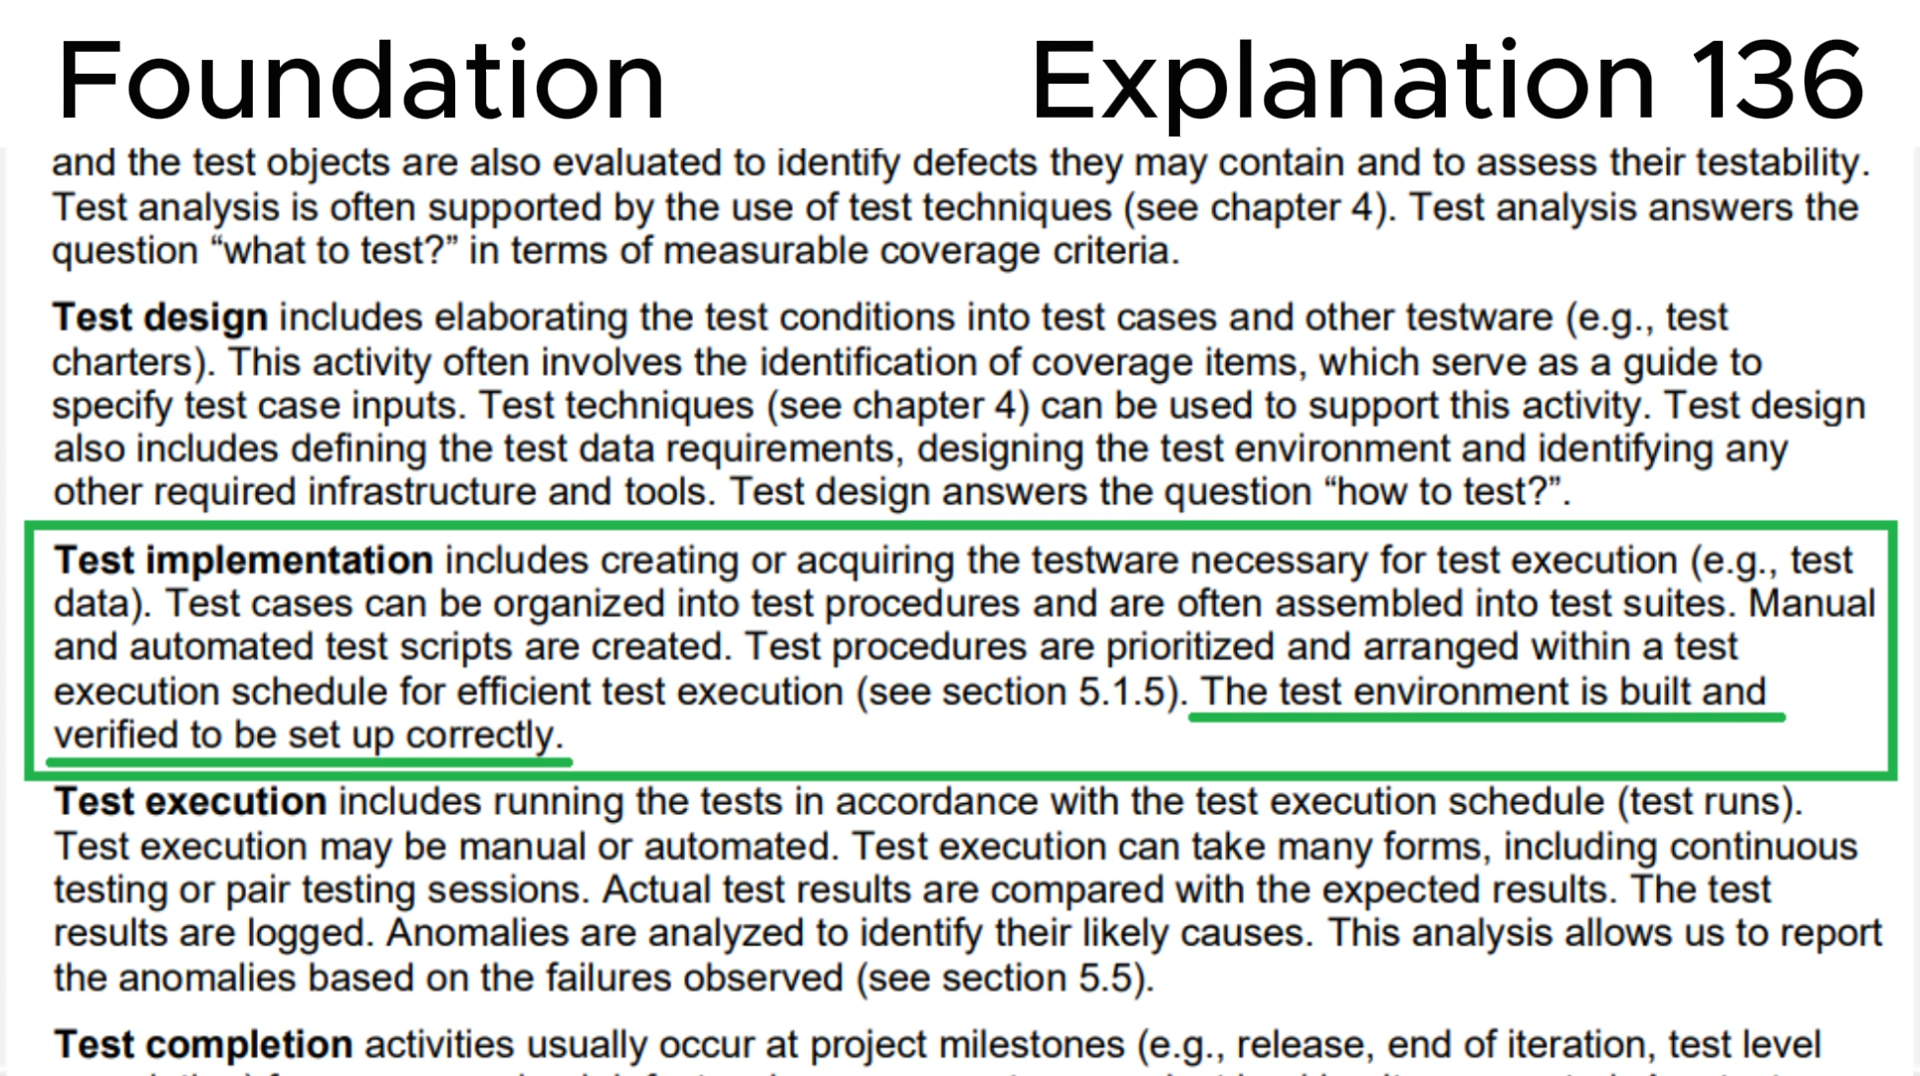 Foundation Explanation 136
and the test objects are also evaluated to identify defects they may contain and to assess their testability.
Test analysis is often supported by the use of test techniques (see chapter 4). Test analysis answers the
question “what to test?” in terms of measurable coverage criteria.
Test design includes elaborating the test conditions into test cases and other testware (e.g., test
charters). This activity often involves the identification of coverage items, which serve as a guide to
specify test case inputs. Test techniques (see chapter 4) can be used to support this activity. Test design
also includes defining the test data requirements, designing the test environment and identifying any
other required infrastructure and tools. Test design answers the question “how to test?”.
Test implementation includes creating or acquiring the testware necessary for test execution (e.g., test
data). Test cases can be organized into test procedures and are often assembled into test suites. Manual
and automated test scripts are created. Test procedures are prioritized and arranged within a test
execution schedule for efficient test execution (see section 5.1.5). The test environment is built and
verified to be set up correctly.
Test execution includes running the tests in accordance with the test execution schedule (test runs).
Test execution may be manual or automated. Test execution can take many forms, including continuous
testing or pair testing sessions. Actual test results are compared with the expected results. The test
results are logged. Anomalies are analyzed to identify their likely causes. This analysis allows us to report
the anomalies based on the failures observed (see section 5.5).
Test completion activities usually occur at project milestones (e.g., release, end of iteration, test level